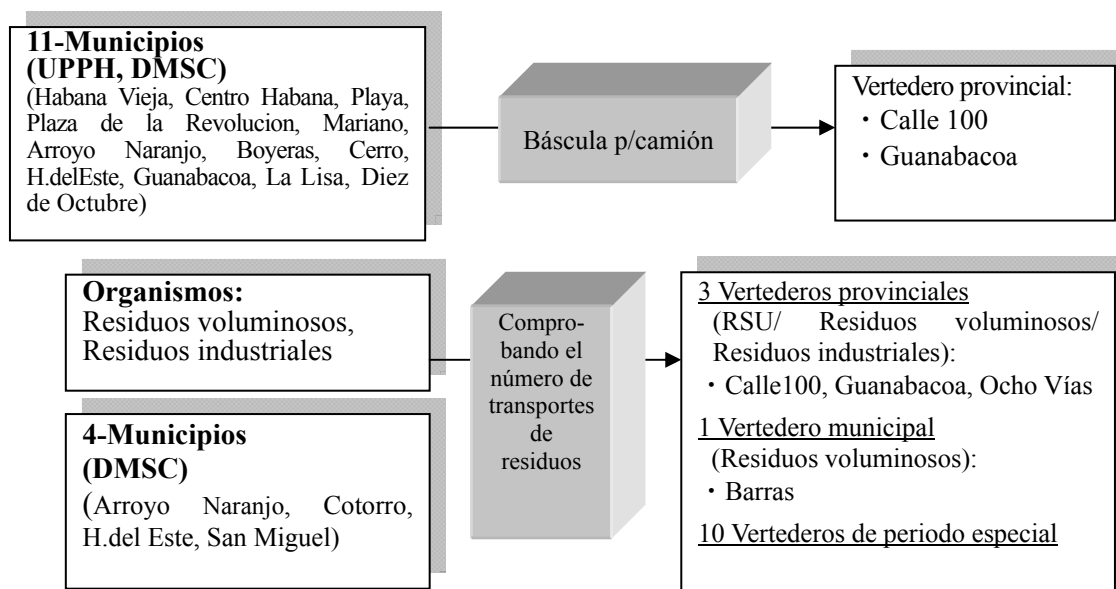 11-Municipios
(UPPH, DMSC)
(Habana Vieja, Centro Habana, Playa,
Plaza de la Revolucion, Mariano,
Arroyo Naranjo, Boyeras, Cerro,
H.delEste, Guanabacoa, La Lisa, Diez
de Octubre)
Báscula p/camión
Vertedero provincial:
・Calle 100
・Guanabacoa
Organismos:
Residuos voluminosos,
Residuos industriales
4-Municipios
(DMSC)
(Arroyo Naranjo, Cotorro,
H.del Este, San Miguel)
Compro-
bando el
número de
transportes
de
residuos
3 Vertederos provinciales
(RSU/ Residuos voluminosos/
Residuos industriales):
・Calle100, Guanabacoa, Ocho Vías
1 Vertedero municipal
(Residuos voluminosos):
・Barras
10 Vertederos de periodo especial